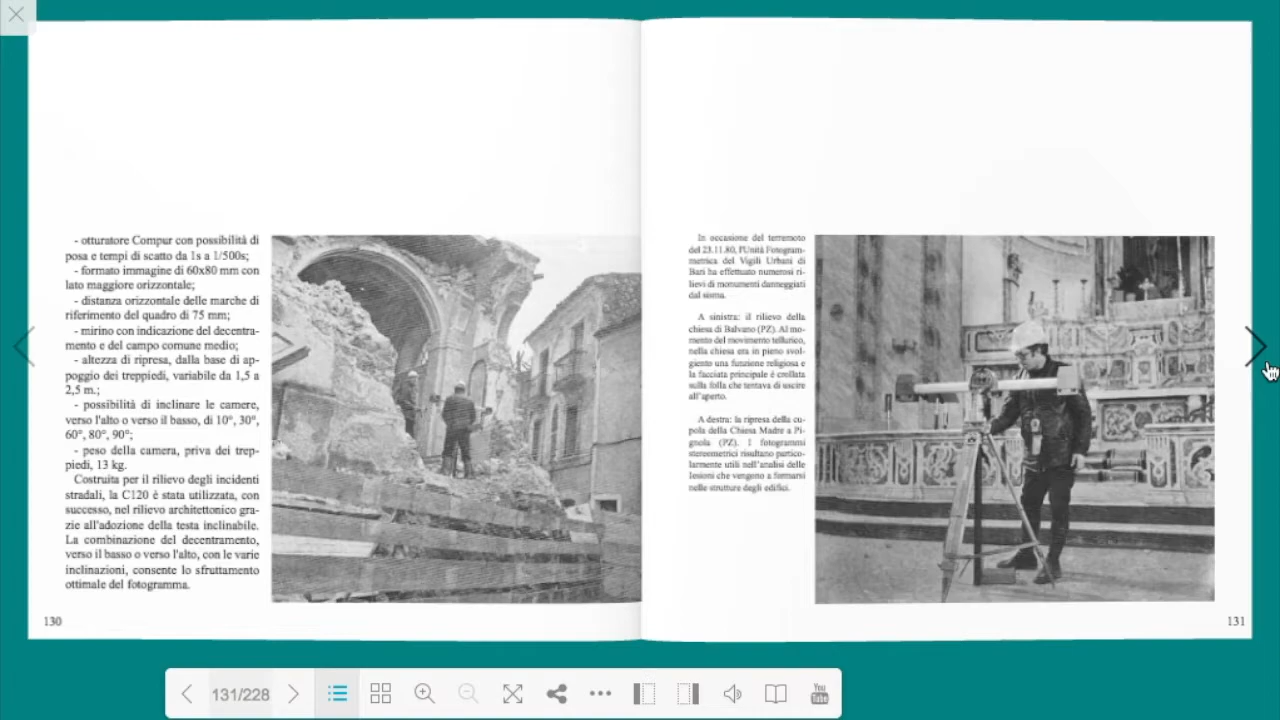 - otturatore Compur con possibilità di
posa e tempi di scatto da 1s a 1/500s;
- formato immagine di 60x80 mm con
lato maggiore orizzontale;
- distanza orizzontale delle marche di
riferimento del quadro di 75 mm;
- mirino con indicazione del decentra-
mento e del campo comune medio;
- altezza di ripresa, dalla base di ap-
poggio dei treppiedi, variabile da 1,5 a
2,5 m.;
- possibilità di inclinare le camere,
verso l'alto o verso il basso, di 10°, 30°,
60°, 80°, 90°;
- peso della camera, priva dei trep-
piedi, 13 kg.
Costruita per il rilievo degli incidenti
stradali, la C120 è stata utilizzata, con
successo, nel rilievo architettonico gra-
zie all'adozione della testa inclinabile.
La combinazione del decentramento,
verso il basso o verso l'alto, con le varie
inclinazioni, consente lo sfruttamento
ottimale del fotogramma.
130
In occasione del terremoto
del 23.11.80, l'Unità Fotogram-
metrica dei Vigili Urbani di
Bari ha effettuato numerosi ri-
lievi di monumenti danneggiati
dal sisma.
A sinistra: il rilievo della
chiesa di Balvano (PZ). Al mo-
mento del movimento tellurico,
nella chiesa era in pieno svol-
gimento una funzione religiosa e
la facciata principale è crollata
sulla folla che tentava di uscire
all'aperto.
A destra: la ripresa della cu-
pola della Chiesa Madre a Pi-
gnola (PZ). I fotogrammi
stereometrici risultano partico-
larmente utili nell'analisi delle
lesioni che vengono a formarsi
nelle strutture degli edifici.
131
131/228
You
Tube